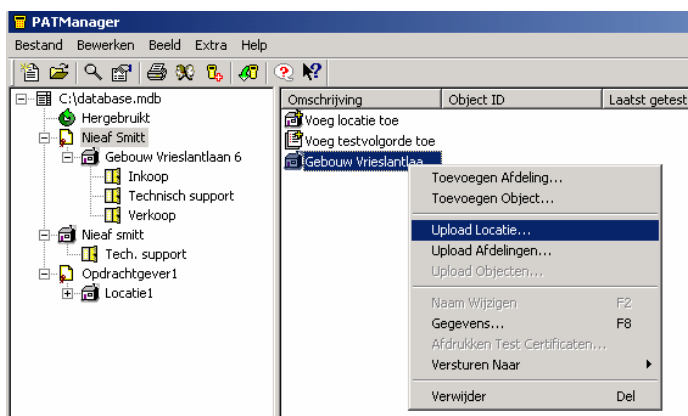 PATManager
Bestand Bewerken Beeld Extra Help
C:\database.mdb
Hergebruikt
Nieaf Smitt
Gebouw Vrieslantlaan 6
Inkoop
Technisch support
Verkoop
Nieaf smitt
Tech. support
Opdrachtgever1
Locatie1
Omschrijving Object ID Laatst getest
Voeg locatie toe
Voeg testvolgorde toe
Gebouw Vrieslantlaa...
Toevoegen Afdeling...
Toevoegen Object...
Upload Locatie...
Upload Afdelingen...
Upload Objecten...
Naam Wijzigen F2
Gegevens... F8
Afdrukken Test Certificaten...
Versturen Naar
Verwijder Del